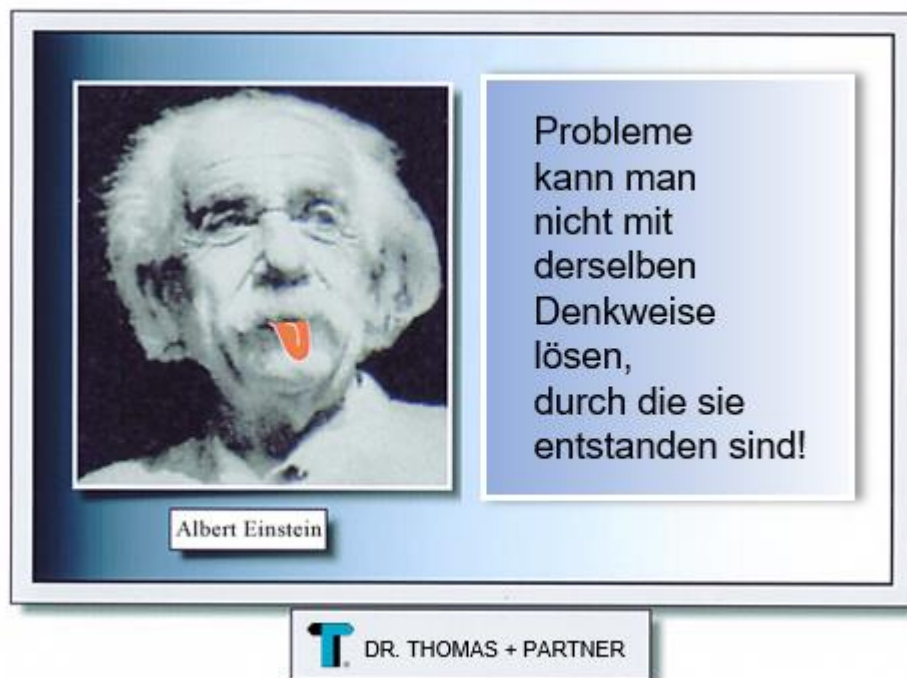 Probleme
kann man
nicht mit
derselben
Denkweise
lösen,
durch die sie
entstanden sind!
Albert Einstein
DR. THOMAS + PARTNER